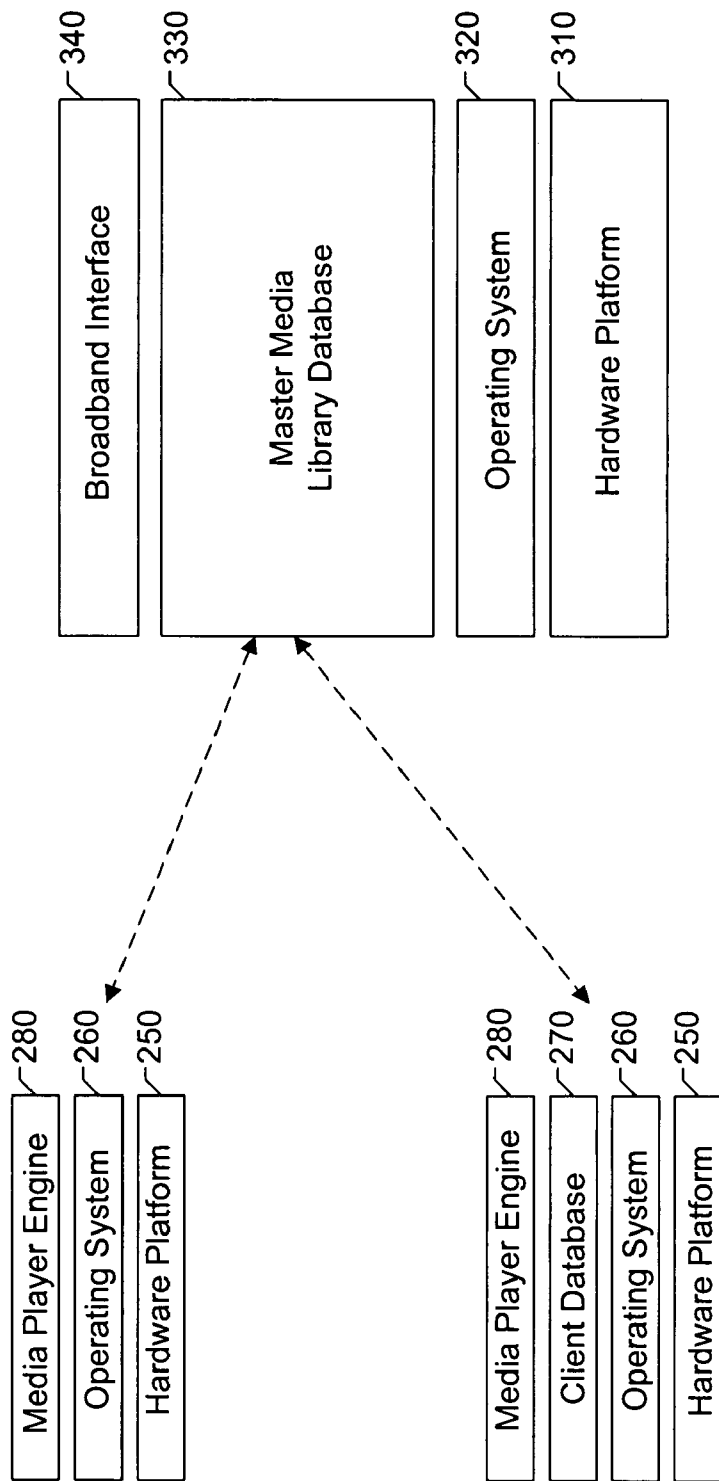 Media Player Engine
280
Operating System
260
Hardware Platform
250
Media Player Engine
280
Client Database
270
Operating System
260
Hardware Platform
250
Broadband Interface
340
Master Media
Library Database
330
Operating System
320
Hardware Platform
310